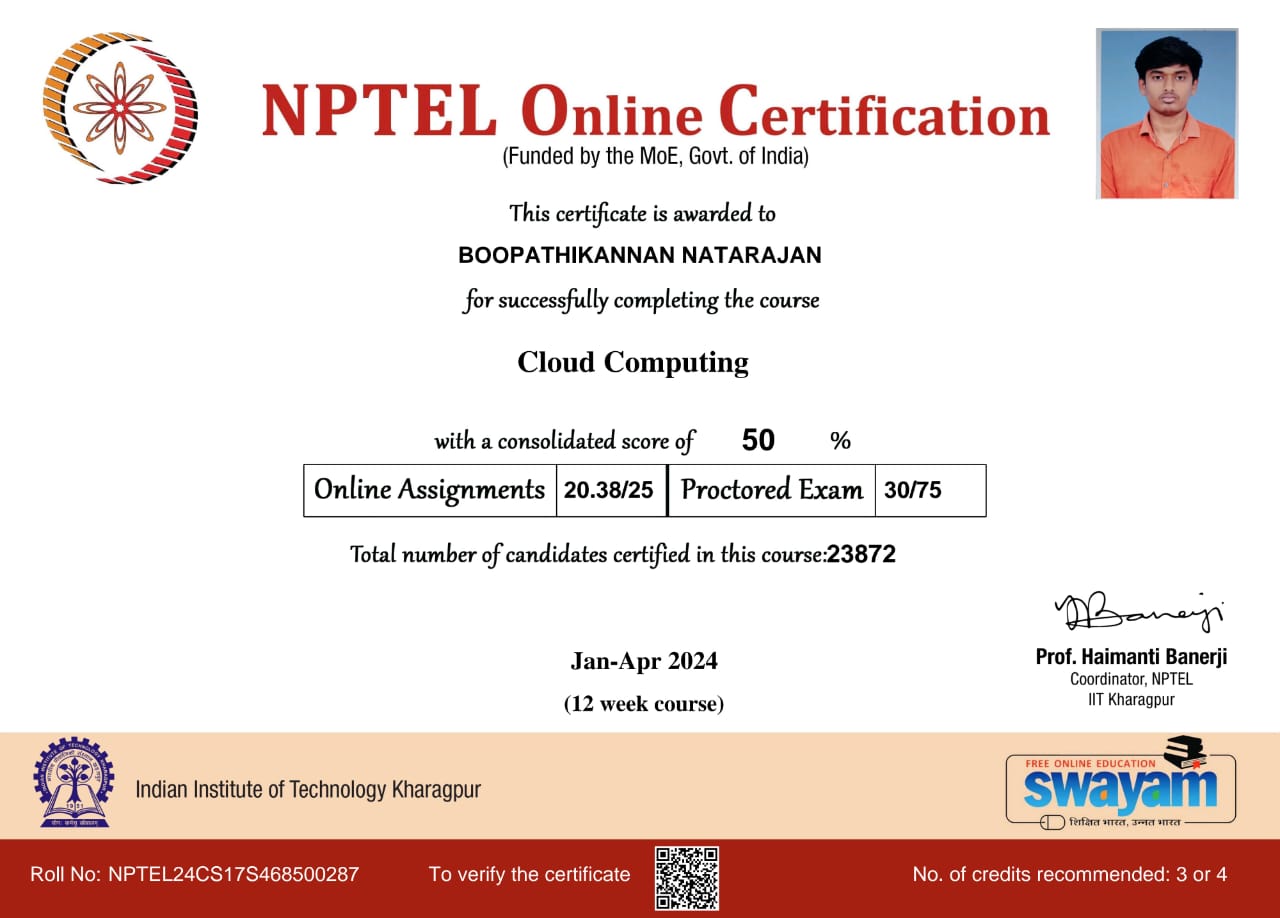 NPTEL Online Certification
(Funded by the MoE, Govt. of India)
This certificate is awarded to
BOOPATHIKANNAN NATARAJAN
for successfully completing the course
Cloud Computing
with a consolidated score of 50 %
Online Assignments 20.38/25 Proctored Exam 30/75
Total number of candidates certified in this course:23872
Jan-Apr 2024
(12 week course)
Prof. Haimanti Banerji
Coordinator, NPTEL
IIT Kharagpur
Indian Institute of Technology Kharagpur
FREE ONLINE EDUCATION
swayam
शिक्षित भारत, उन्नत भारत
Roll No: NPTEL24CS17S468500287
To verify the certificate
No. of credits recommended: 3 or 4